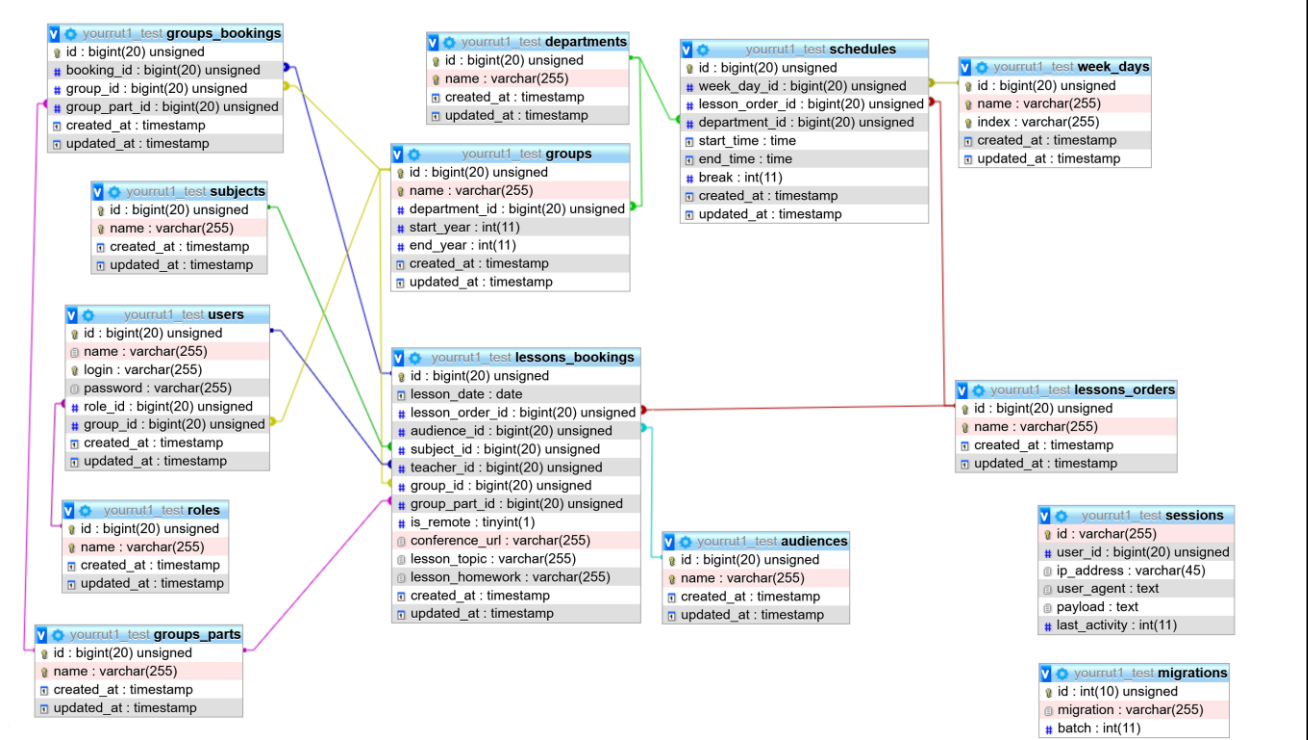 yourrut1_test groups_bookings
id : bigint(20) unsigned
booking_id : bigint(20) unsigned
group_id : bigint(20) unsigned
group_part_id : bigint(20) unsigned
created_at : timestamp
updated_at : timestamp
yourrut1_test departments
id : bigint(20) unsigned
name : varchar(255)
created_at : timestamp
updated_at : timestamp
yourrut1_test schedules
id : bigint(20) unsigned
week_day_id : bigint(20) unsigned
lesson_order_id : bigint(20) unsigned
department_id : bigint(20) unsigned
start_time : time
end_time : time
break : int(11)
created_at : timestamp
updated_at : timestamp
yourrut1_test week_days
id : bigint(20) unsigned
name : varchar(255)
index : varchar(255)
created_at : timestamp
updated_at : timestamp
yourrut1_test groups
id : bigint(20) unsigned
name : varchar(255)
department_id : bigint(20) unsigned
start_year : int(11)
end_year : int(11)
created_at : timestamp
updated_at : timestamp
yourrut1_test subjects
id : bigint(20) unsigned
name : varchar(255)
created_at : timestamp
updated_at : timestamp
yourrut1_test users
id : bigint(20) unsigned
name : varchar(255)
login : varchar(255)
password : varchar(255)
role_id : bigint(20) unsigned
group_id : bigint(20) unsigned
created_at : timestamp
updated_at : timestamp
yourrut1_test lessons_bookings
id : bigint(20) unsigned
lesson_date : date
lesson_order_id : bigint(20) unsigned
audience_id : bigint(20) unsigned
subject_id : bigint(20) unsigned
teacher_id : bigint(20) unsigned
group_id : bigint(20) unsigned
group_part_id : bigint(20) unsigned
is_remote : tinyint(1)
conference_url : varchar(255)
lesson_topic : varchar(255)
lesson_homework : varchar(255)
created_at : timestamp
updated_at : timestamp
yourrut1_test lessons_orders
id : bigint(20) unsigned
name : varchar(255)
created_at : timestamp
updated_at : timestamp
yourrut1_test roles
id : bigint(20) unsigned
name : varchar(255)
created_at : timestamp
updated_at : timestamp
yourrut1_test audiences
id : bigint(20) unsigned
name : varchar(255)
created_at : timestamp
updated_at : timestamp
yourrut1_test sessions
id : varchar(255)
user_id : bigint(20) unsigned
ip_address : varchar(45)
user_agent : text
payload : text
last_activity : int(11)
yourrut1_test groups_parts
id : bigint(20) unsigned
name : varchar(255)
created_at : timestamp
updated_at : timestamp
yourrut1_test migrations
id : int(10) unsigned
migration : varchar(255)
batch : int(11)